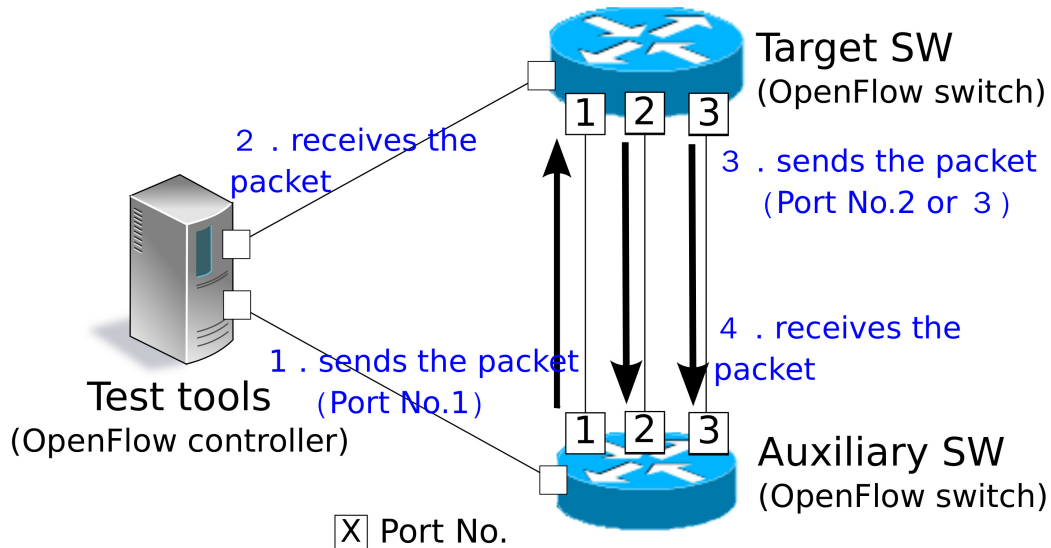 Target SW
(OpenFlow switch)
1 2 3
２．receives the
packet
３．sends the packet
（Port No.2 or ３）
４．receives the
packet
1．sends the packet
（Port No.1）
Test tools
(OpenFlow controller)
1 2 3
Auxiliary SW
(OpenFlow switch)
X Port No.